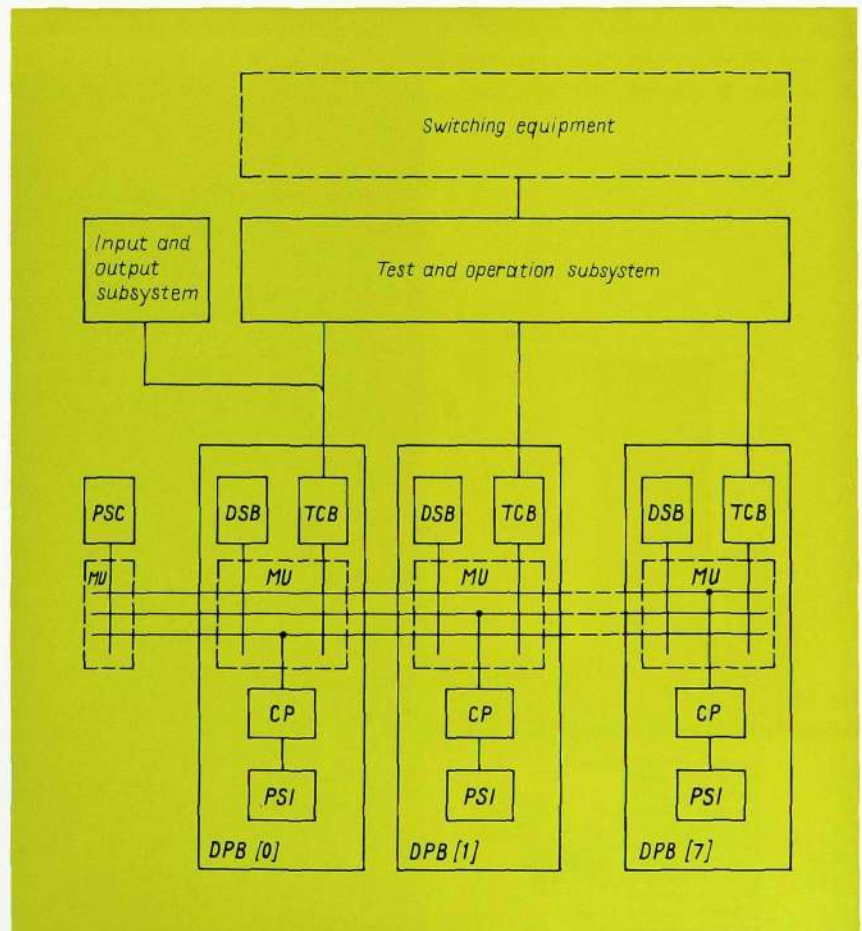 Switching equipment
Input and
output
subsystem
Test and operation subsystem
PSC
DSB
TCB
DSB
TCB
DSB
TCB
MU
MU
MU
MU
CP
CP
CP
PSI
PSI
PSI
DPB [0]
DPB [1]
DPB [7]